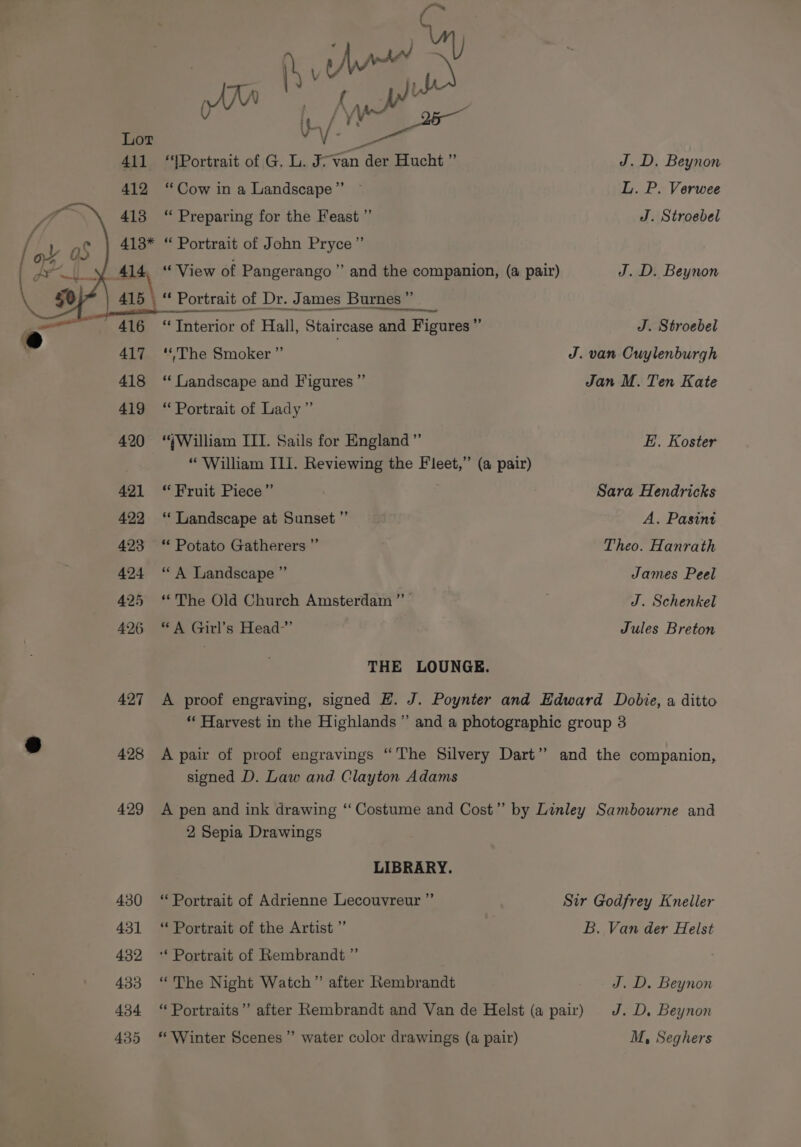 25
Lot
411 “Portrait of G. L. J. van der Hucht” J. D. Beynon
412 “Cow in a Landscape” L. P. Verwee
413 “Preparing for the Feast” J. Stroebel
413* “Portrait of John Pryce”
414 “View of Pangerango” and the companion, (a pair) J. D. Beynon
50/-
415 “Portrait of Dr. James Burnes”
416 “Interior of Hall, Staircase and Figures” J. Stroebel
417 “The Smoker” J. van Cuylenburgh
418 “Landscape and Figures” Jan M. Ten Kate
419 “Portrait of Lady”
420 “William III. Sails for England” E. Koster
“William III. Reviewing the Fleet,” (a pair)
421 “Fruit Piece” Sara Hendricks
422 “Landscape at Sunset” A. Pasini
423 “Potato Gatherers” Theo. Hanrath
424 “A Landscape” James Peel
425 “The Old Church Amsterdam” J. Schenkel
426 “A Girl's Head” Jules Breton
THE LOUNGE.
427 A proof engraving, signed E. J. Poynter and Edward Dobie, a ditto
“Harvest in the Highlands” and a photographic group 3
428 A pair of proof engravings “The Silvery Dart” and the companion,
signed D. Law and Clayton Adams
429 A pen and ink drawing “Costume and Cost” by Linley Sambourne and
2 Sepia Drawings
LIBRARY.
430 “Portrait of Adrienne Lecouvreur” Sir Godfrey Kneller
431 “Portrait of the Artist” B. Van der Helst
432 “Portrait of Rembrandt”
433 “The Night Watch” after Rembrandt J. D. Beynon
434 “Portraits” after Rembrandt and Van de Helst (a pair) J. D. Beynon
435 “Winter Scenes” water color drawings (a pair) M. Seghers